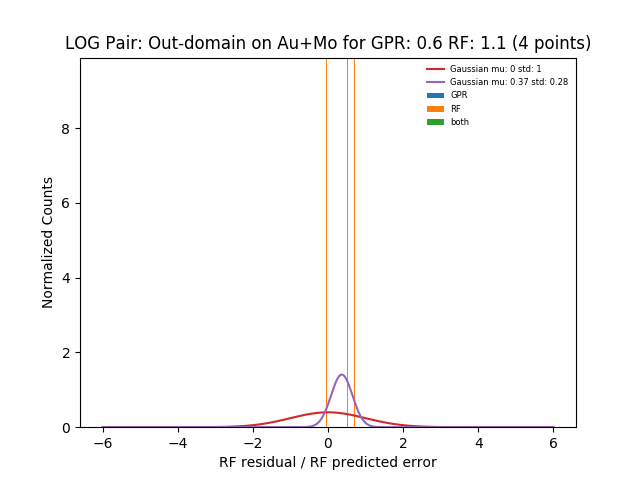 LOG Pair: Out-domain on Au+Mo for GPR: 0.6 RF: 1.1 (4 points)
Gaussian mu: 0 std: 1
Gaussian mu: 0.37 std: 0.28
GPR
RF
both
Normalized Counts
8
6
4
2
0
−6 −4 −2 0 2 4 6
RF residual / RF predicted error